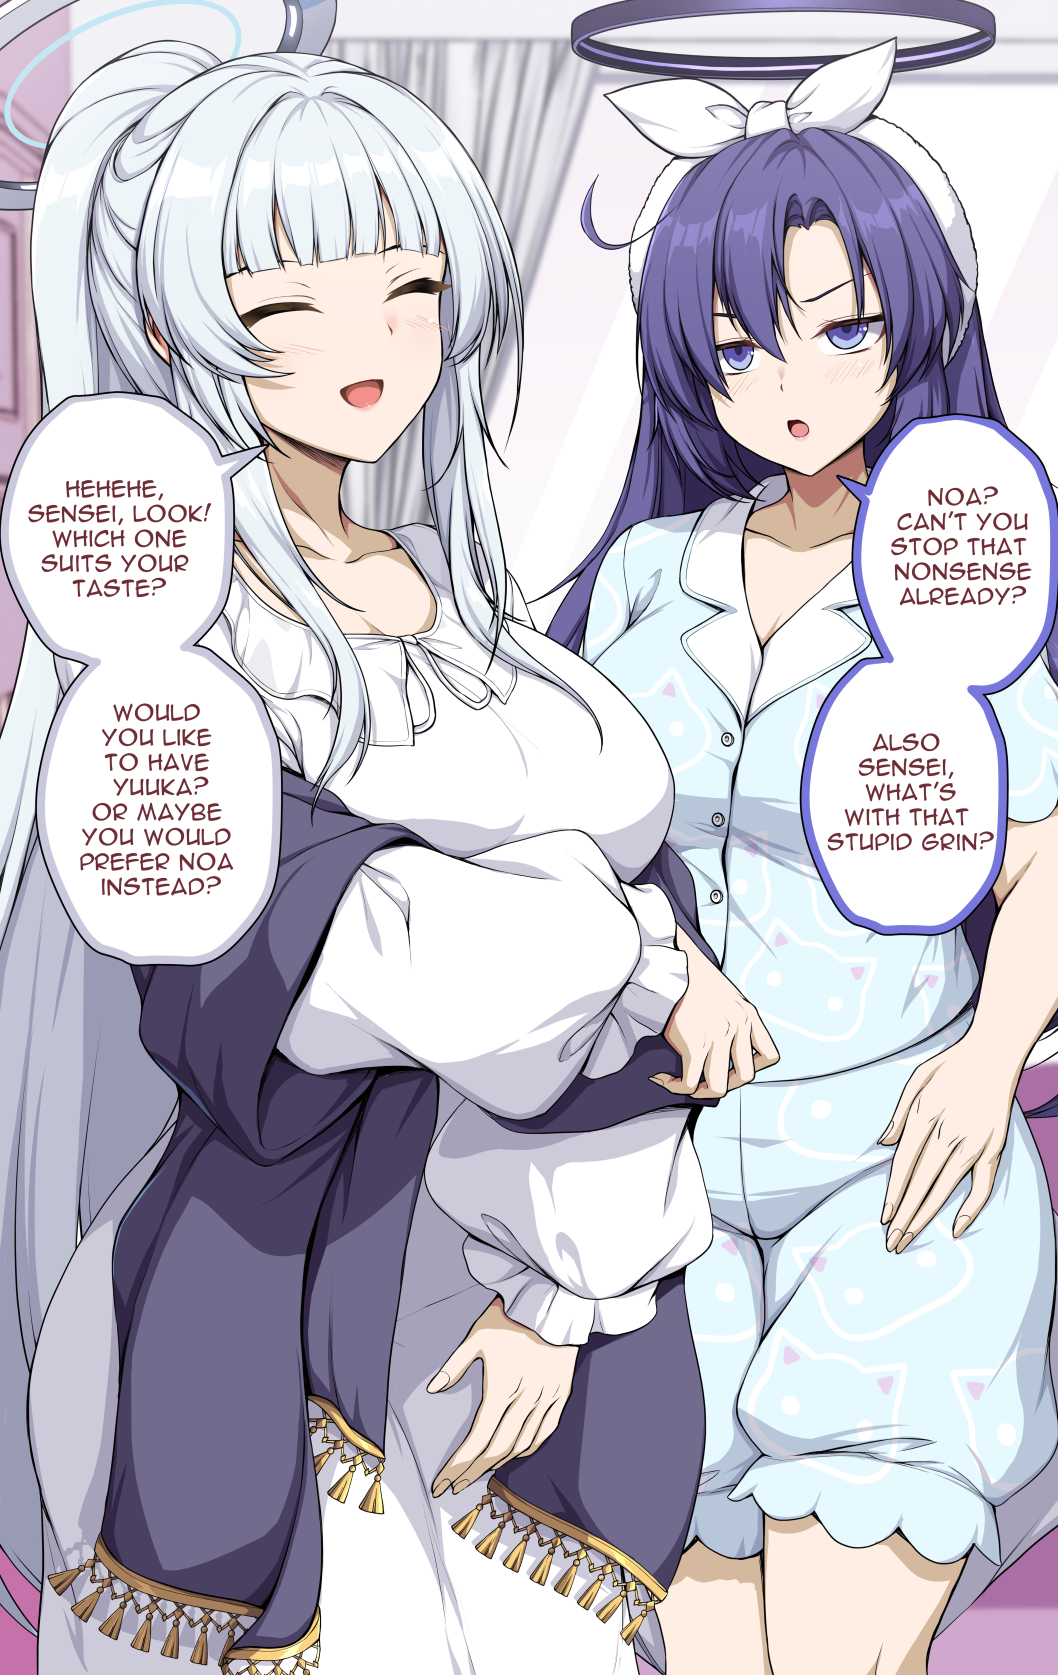 HEHEHE,
SENSEI, LOOK!
WHICH ONE
SUITS YOUR
TASTE?
WOULD
YOU LIKE
TO HAVE
YUUKA?
OR MAYBE
YOU WOULD
PREFER NOA
INSTEAD?
NOA?
CAN'T YOU
STOP THAT
NONSENSE
ALREADY?
ALSO
SENSEI,
WHAT'S
WITH THAT
STUPID GRIN?